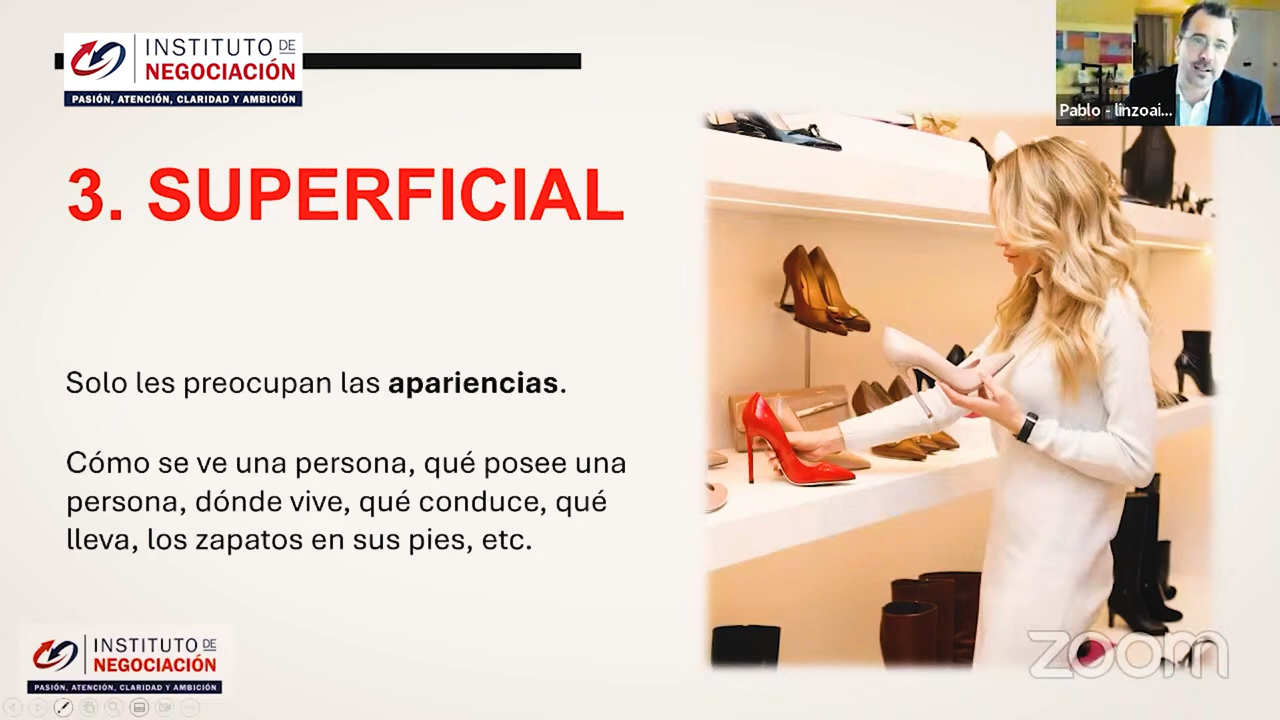 INSTITUTO DE
NEGOCIACIÓN
PASIÓN, ATENCIÓN, CLARIDAD Y AMBICIÓN
Pablo - linzoai...
3. SUPERFICIAL
Solo les preocupan las apariencias.
Cómo se ve una persona, qué posee una
persona, dónde vive, qué conduce, qué
lleva, los zapatos en sus pies, etc.
INSTITUTO DE
NEGOCIACIÓN
PASIÓN, ATENCIÓN, CLARIDAD Y AMBICIÓN
zoom